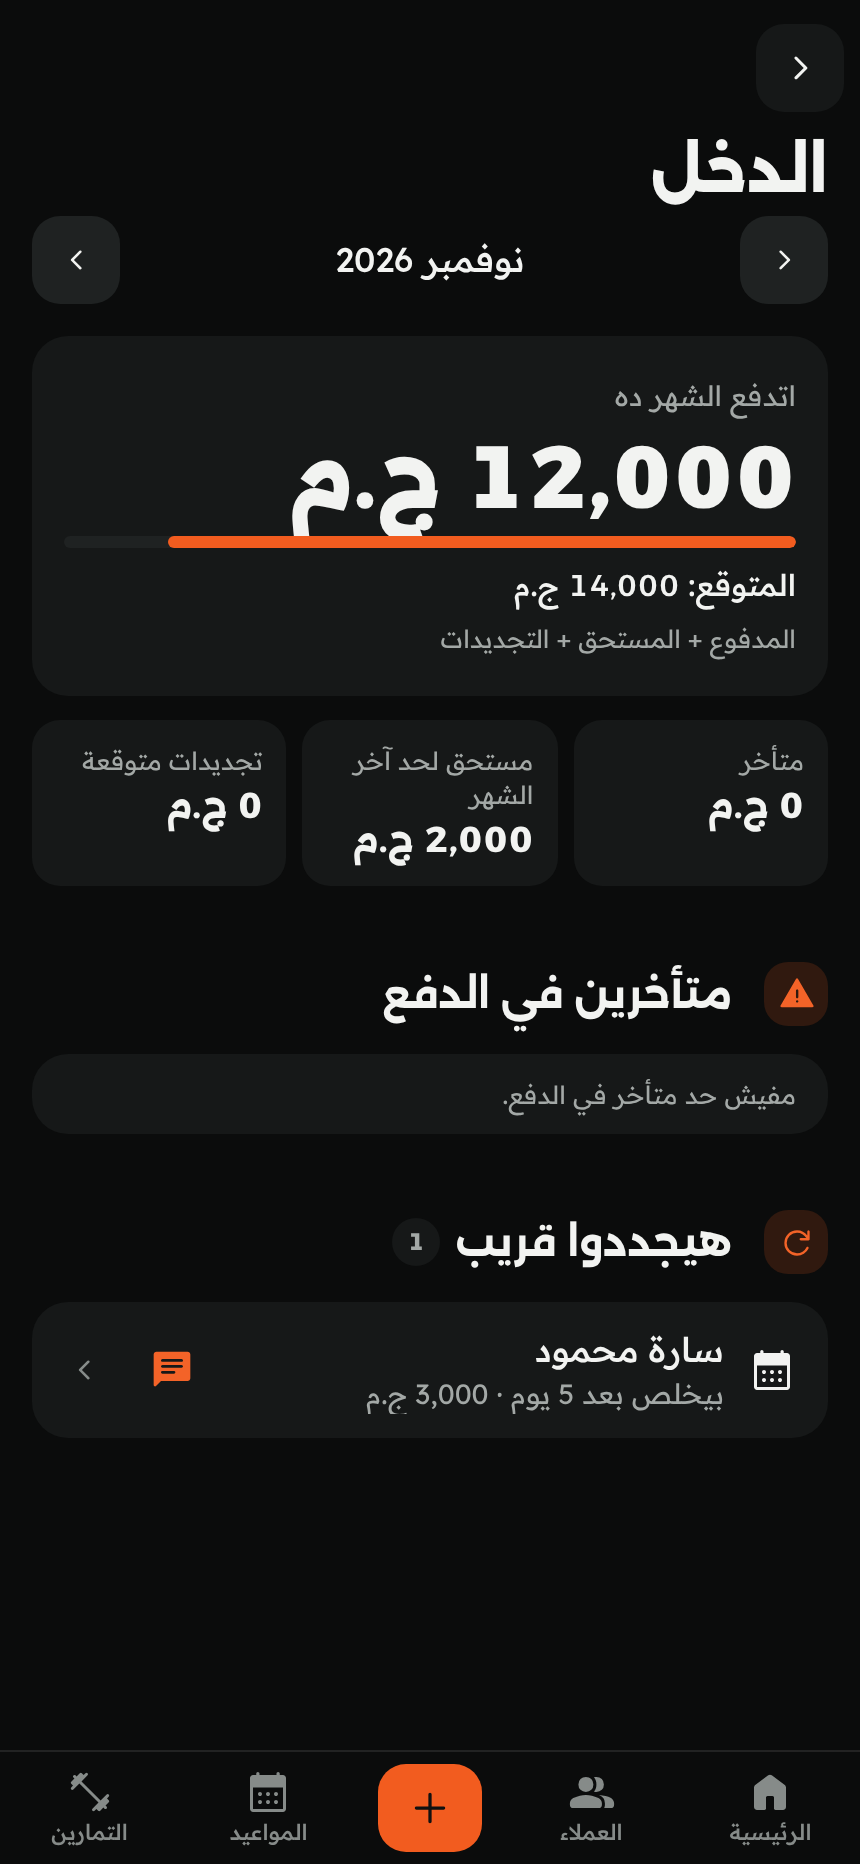 الدخل
نوفمبر 2026
اتدفع الشهر ده
12,000 ج.م
المتوقع: 14,000 ج.م
المدفوع + المستحق + التجديدات
متأخر
0 ج.م
مستحق لحد آخر
الشهر
2,000 ج.م
تجديدات متوقعة
0 ج.م
متأخرين في الدفع
مفيش حد متأخر في الدفع.
هيجددوا قريب 1
سارة محمود
بيخلص بعد 5 يوم · 3,000 ج.م
الرئيسية
العملاء
المواعيد
التمارين